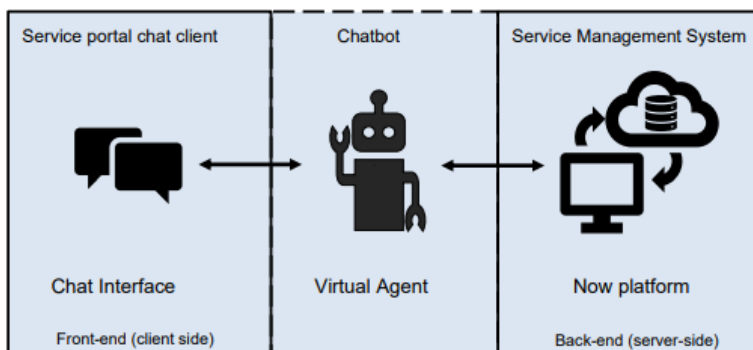 Service portal chat client
Chatbot
Service Management System
Chat Interface
Virtual Agent
Now platform
Front-end (client side)
Back-end (server-side)